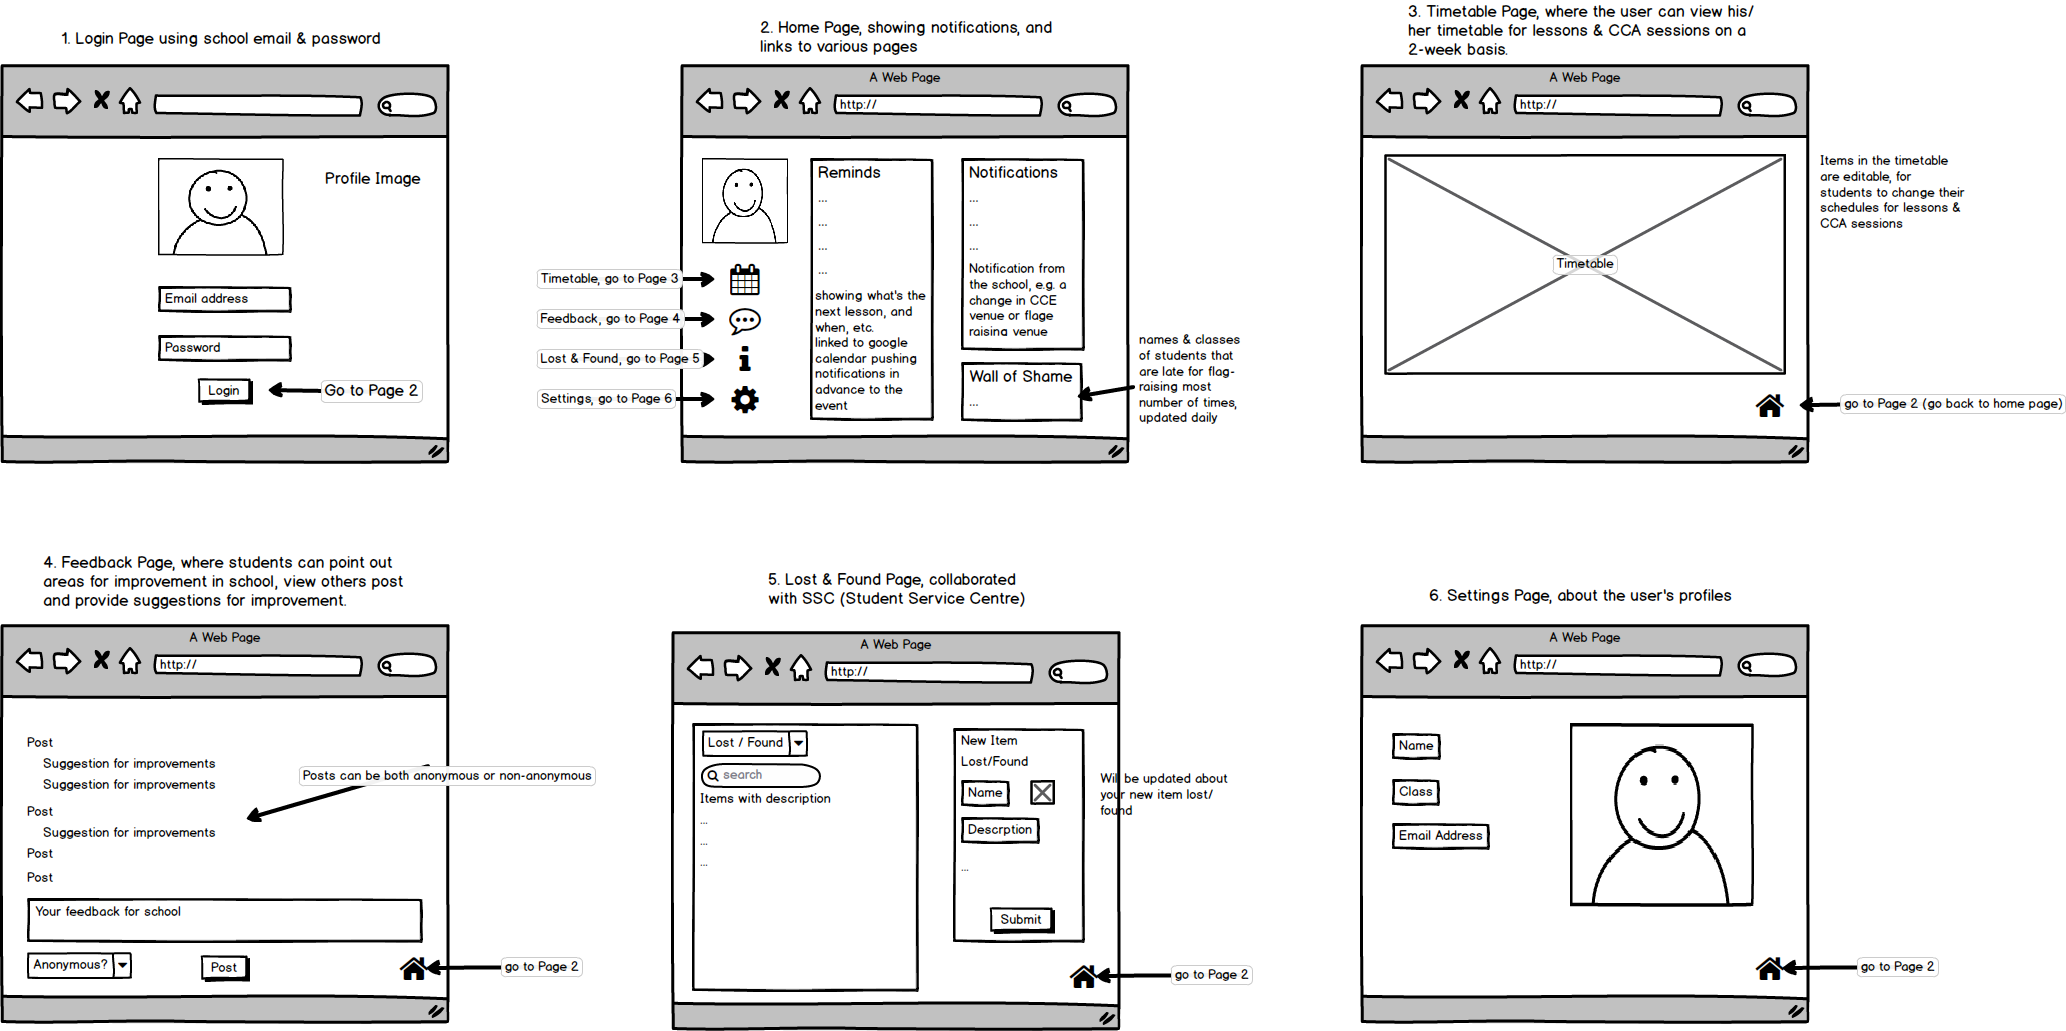 1. Login Page using school email & password
Profile Image
Email address
Password
Login
Go to Page 2
2. Home Page, showing notifications, and
links to various pages
A Web Page
http://
Timetable, go to Page 3
Feedback, go to Page 4
Lost & Found, go to Page 5
Settings, go to Page 6
Reminds
...
...
...
...
showing what's the
next lesson, and
when, etc.
linked to google
calendar pushing
notifications in
advance to the
event
Notifications
...
...
...
Notification from
the school, e.g. a
change in CCE
venue or flage
raising venue
Wall of Shame
...
names & classes
of students that
are late for flag-
raising most
number of times,
updated daily
3. Timetable Page, where the user can view his/
her timetable for lessons & CCA sessions on a
2-week basis.
A Web Page
http://
Timetable
Items in the timetable
are editable, for
students to change their
schedules for lessons &
CCA sessions
go to Page 2 (go back to home page)
4. Feedback Page, where students can point out
areas for improvement in school, view others post
and provide suggestions for improvement.
A Web Page
http://
Post
Suggestion for improvements
Suggestion for improvements
Post
Suggestion for improvements
Post
Post
Posts can be both anonymous or non-anonymous
Your feedback for school
Anonymous?
Post
go to Page 2
5. Lost & Found Page, collaborated
with SSC (Student Service Centre)
A Web Page
http://
Lost / Found
search
Items with description
...
...
...
New Item
Lost/Found
Name
Descrption
...
Submit
Will be updated about
your new item lost/
found
go to Page 2
6. Settings Page, about the user's profiles
A Web Page
http://
Name
Class
Email Address
go to Page 2